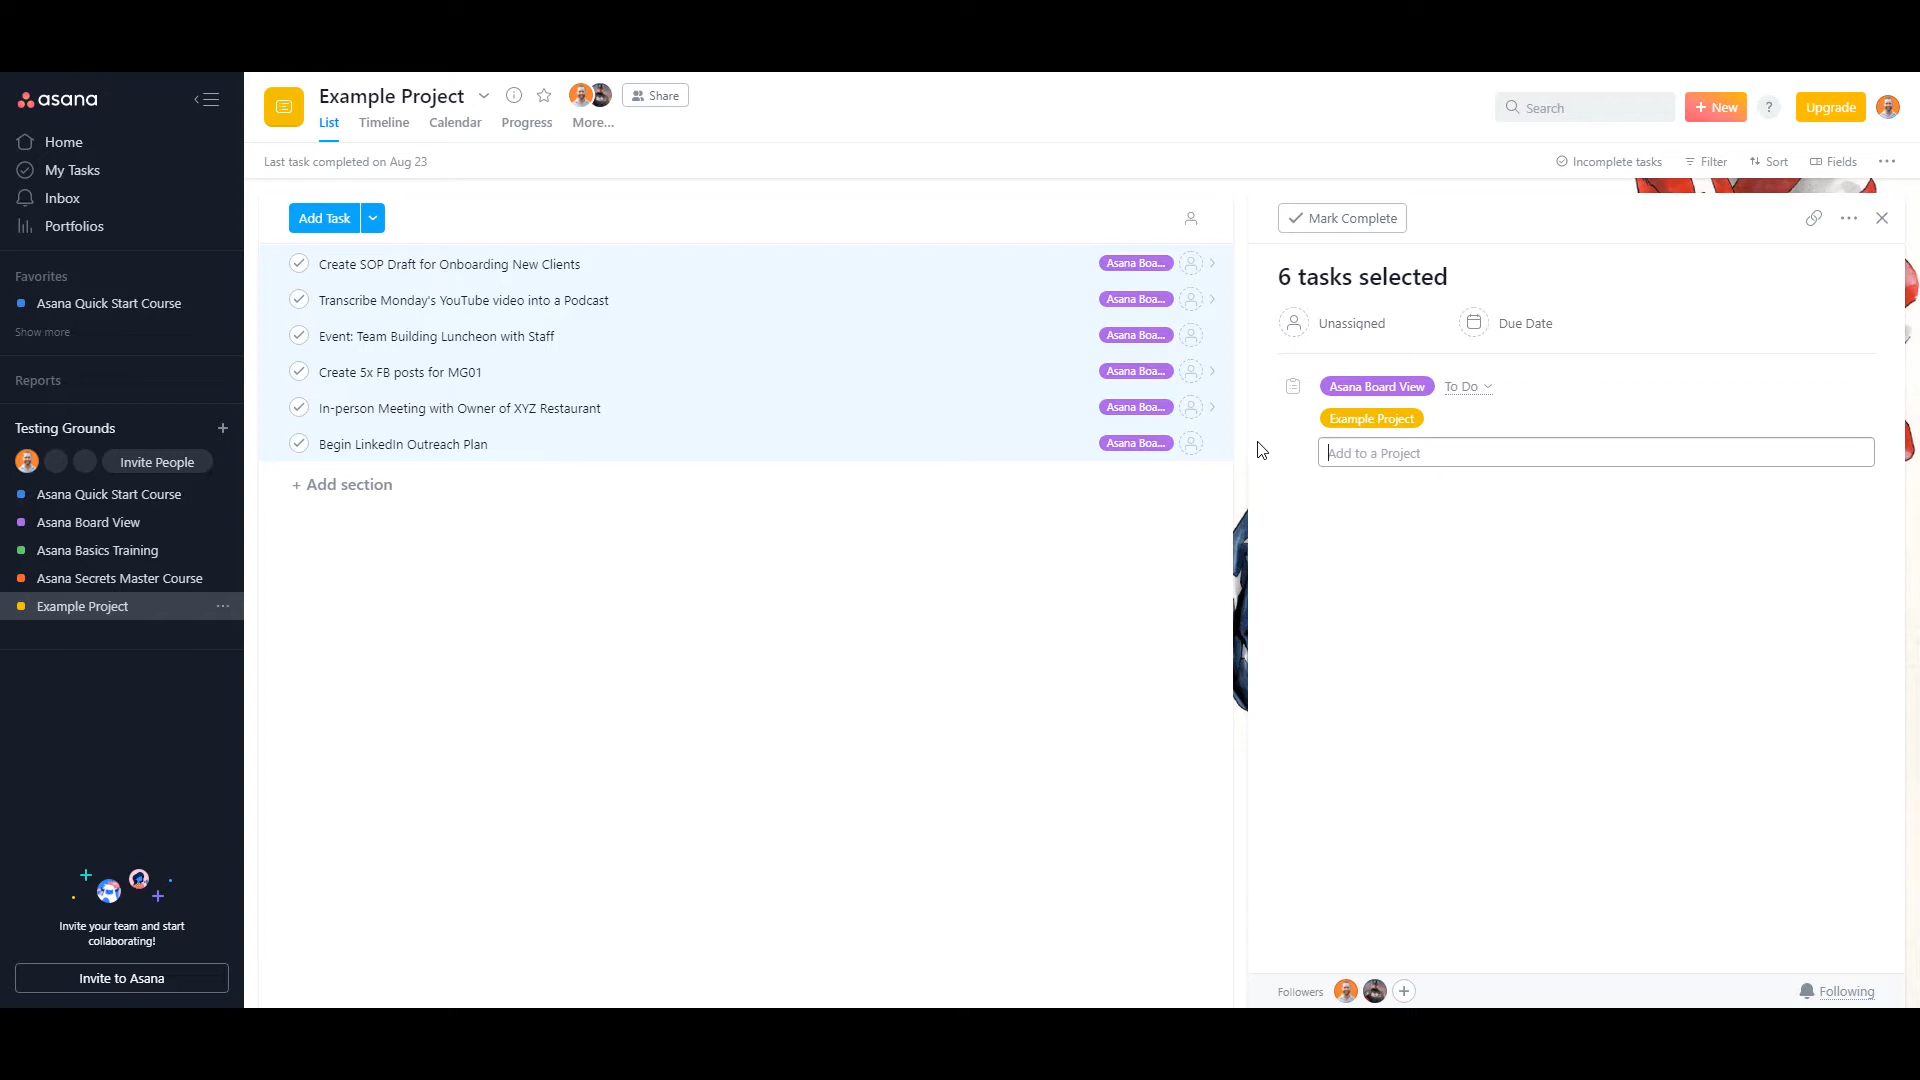 asana
Home
My Tasks
Inbox
Portfolios
Favorites
Asana Quick Start Course
Show more
Reports
Testing Grounds
Invite People
Asana Quick Start Course
Asana Board View
Asana Basics Training
Asana Secrets Master Course
Example Project
Invite your team and start
collaborating!
Invite to Asana
Example Project
Share
List Timeline Calendar Progress More...
Search
+ New
?
Upgrade
Last task completed on Aug 23
Incomplete tasks Filter Sort Fields
Add Task
Create SOP Draft for Onboarding New Clients Asana Boa...
Transcribe Monday's YouTube video into a Podcast Asana Boa...
Event: Team Building Luncheon with Staff Asana Boa...
Create 5x FB posts for MG01 Asana Boa...
In-person Meeting with Owner of XYZ Restaurant Asana Boa...
Begin LinkedIn Outreach Plan Asana Boa...
+ Add section
Mark Complete
6 tasks selected
Unassigned Due Date
Asana Board View To Do
Example Project
Add to a Project
Followers
Following